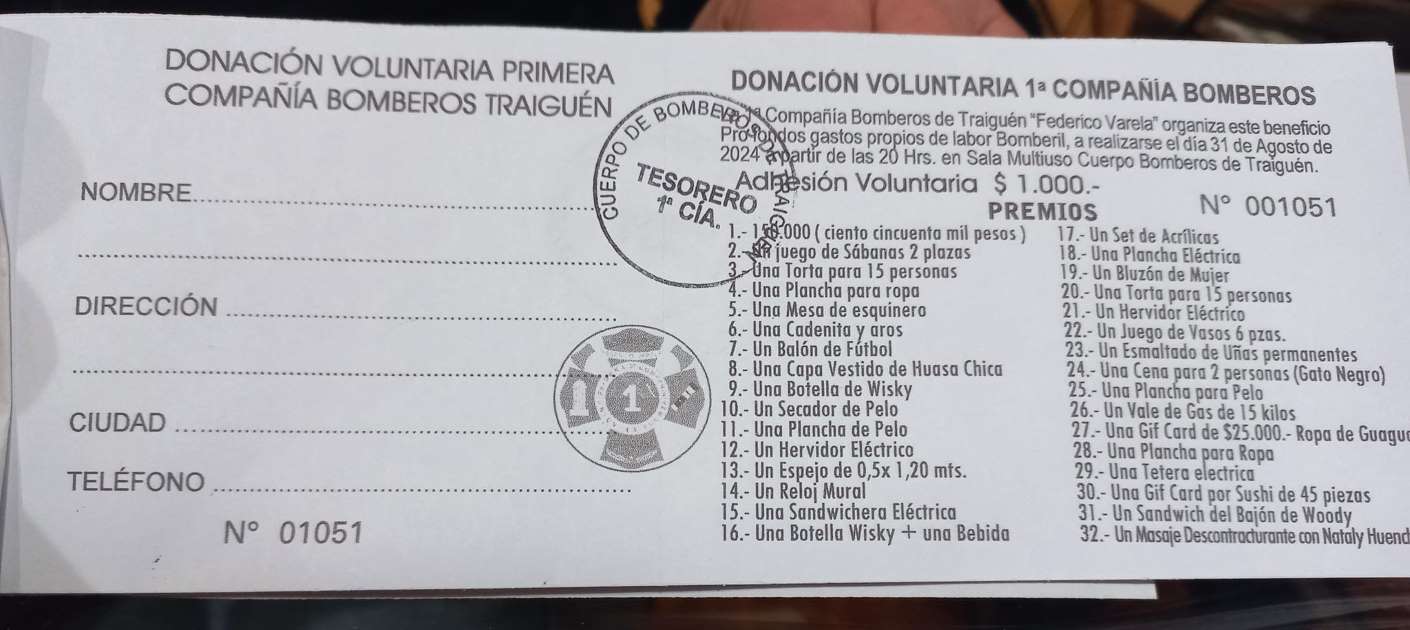 DONACIÓN VOLUNTARIA PRIMERA
COMPAÑÍA BOMBEROS TRAIGUÉN
NOMBRE
DIRECCIÓN
CIUDAD
TELÉFONO
N° 01051
CUERPO DE BOMBEROS DE TRAIGUÉN
TESORERO
1ª CÍA.
1
DONACIÓN VOLUNTARIA 1ª COMPAÑÍA BOMBEROS
Compañía Bomberos de Traiguén "Federico Varela" organiza este beneficio
Pro-fondos gastos propios de labor Bomberil, a realizarse el día 31 de Agosto de
2024 a partir de las 20 Hrs. en Sala Multiuso Cuerpo Bomberos de Traiguén.
Adhesión Voluntaria $ 1.000.-
N° 001051
PREMIOS
1.- 150.000 ( ciento cincuenta mil pesos )
2.- Un juego de Sábanas 2 plazas
3.- Una Torta para 15 personas
4.- Una Plancha para ropa
5.- Una Mesa de esquinero
6.- Una Cadenita y aros
7.- Un Balón de Fútbol
8.- Una Capa Vestido de Huasa Chica
9.- Una Botella de Wisky
10.- Un Secador de Pelo
11.- Una Plancha de Pelo
12.- Un Hervidor Eléctrico
13.- Un Espejo de 0,5x 1,20 mts.
14.- Un Reloj Mural
15.- Una Sandwichera Eléctrica
16.- Una Botella Wisky + una Bebida
17.- Un Set de Acrílicas
18.- Una Plancha Eléctrica
19.- Un Bluzón de Mujer
20.- Una Torta para 15 personas
21.- Un Hervidor Eléctrico
22.- Un Juego de Vasos 6 pzas.
23.- Un Esmaltado de Uñas permanentes
24.- Una Cena para 2 personas (Gato Negro)
25.- Una Plancha para Pelo
26.- Un Vale de Gas de 15 kilos
27.- Una Gif Card de $25.000.- Ropa de Guagu
28.- Una Plancha para Ropa
29.- Una Tetera electrica
30.- Una Gif Card por Sushi de 45 piezas
31.- Un Sandwich del Bajón de Woody
32.- Un Masaje Descontracturante con Nataly Huend